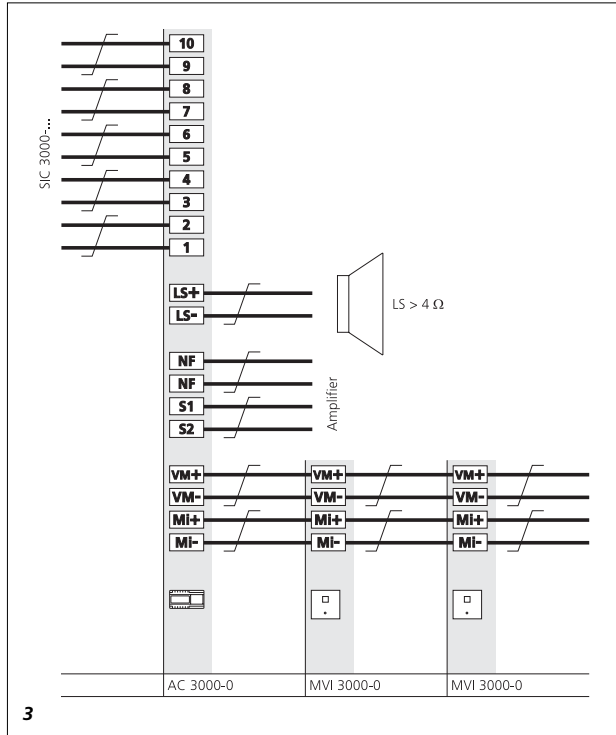 SIC 3000-...
10
9
8
7
6
5
4
3
2
1
LS+
LS-
LS > 4 Ω
NF
NF
S1
S2
Amplifier
VM+ VM+ VM+
VM- VM- VM-
Mi+ Mi+ Mi+
Mi- Mi- Mi-
AC 3000-0 MVI 3000-0 MVI 3000-0
3